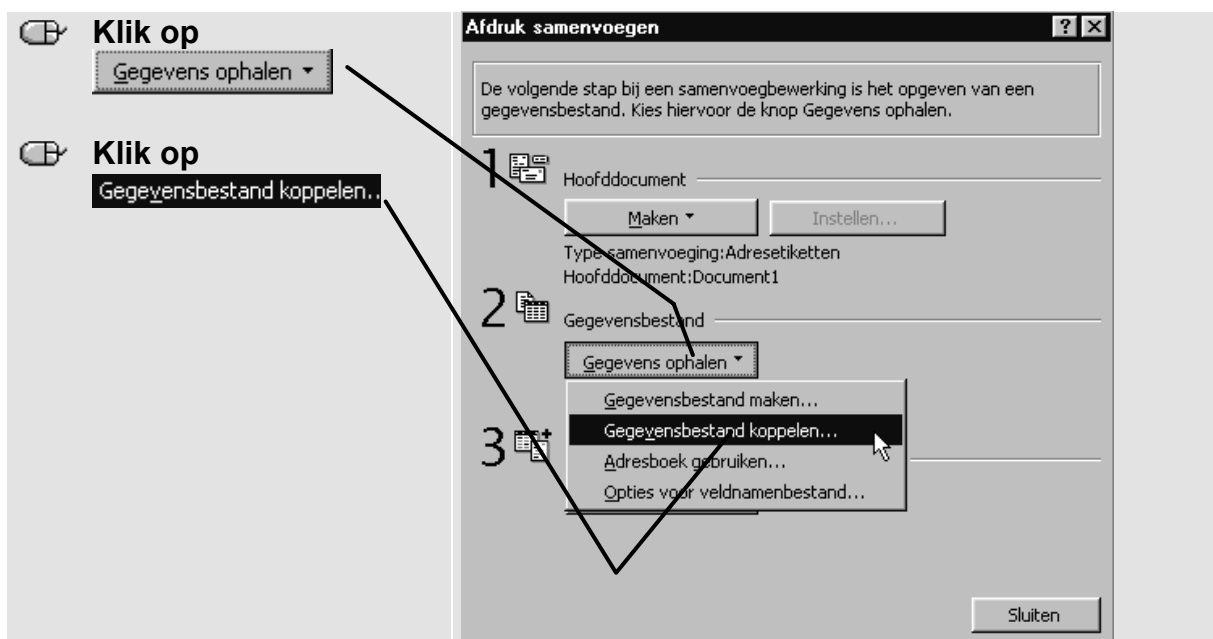 Klik op
Gegevens ophalen
Klik op
Gegevensbestand koppelen..
Afdruk samenvoegen
De volgende stap bij een samenvoegbewerking is het opgeven van een
gegevensbestand. Kies hiervoor de knop Gegevens ophalen.
1
Hoofddocument
Maken
Instellen...
Type samenvoeging:Adresetiketten
Hoofddocument:Document1
2
Gegevensbestand
Gegevens ophalen
Gegevensbestand maken...
3
Gegevensbestand koppelen...
Adresboek gebruiken...
Opties voor veldnamenbestand...
Sluiten